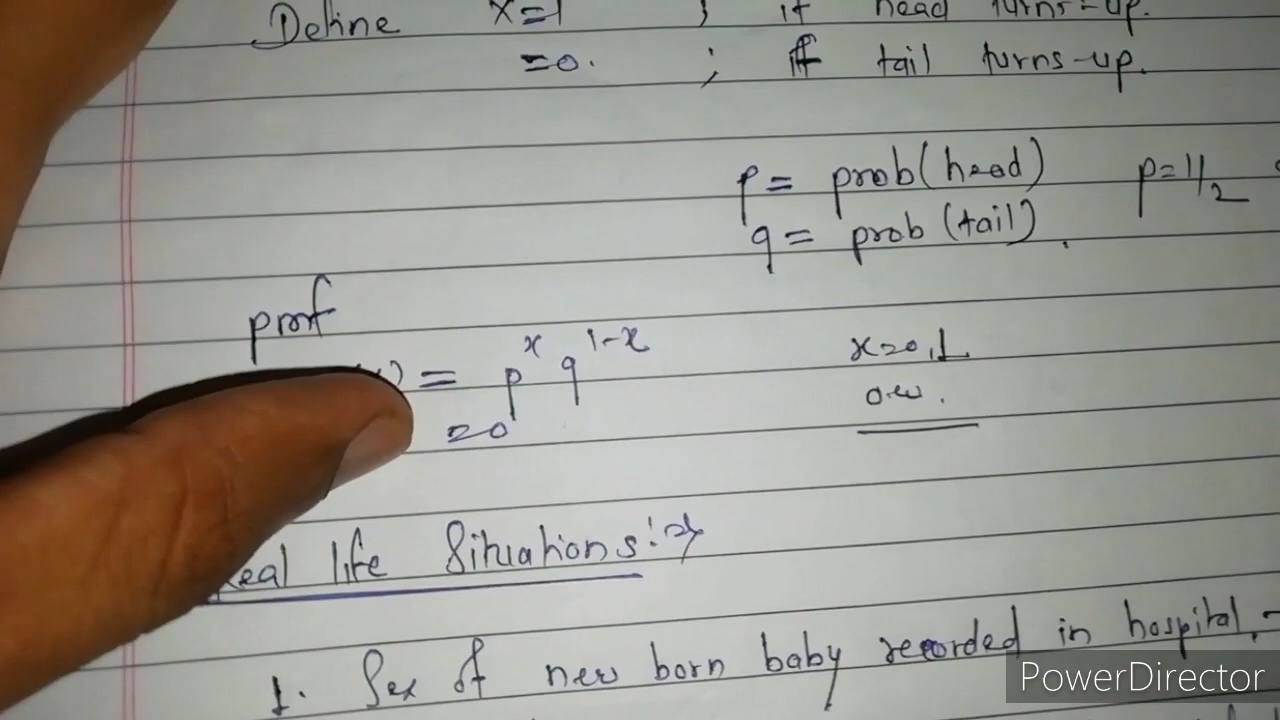 Define X=1 ; if head turns-up.
=0. ; if tail turns-up.
p= prob(head) p=1/2
q= prob (tail).
pmf
= p^x q^1-x x=0,1
=0 o.w.
Real life Situations:→
1. Sex of new born baby recorded in hospital.-
PowerDirector